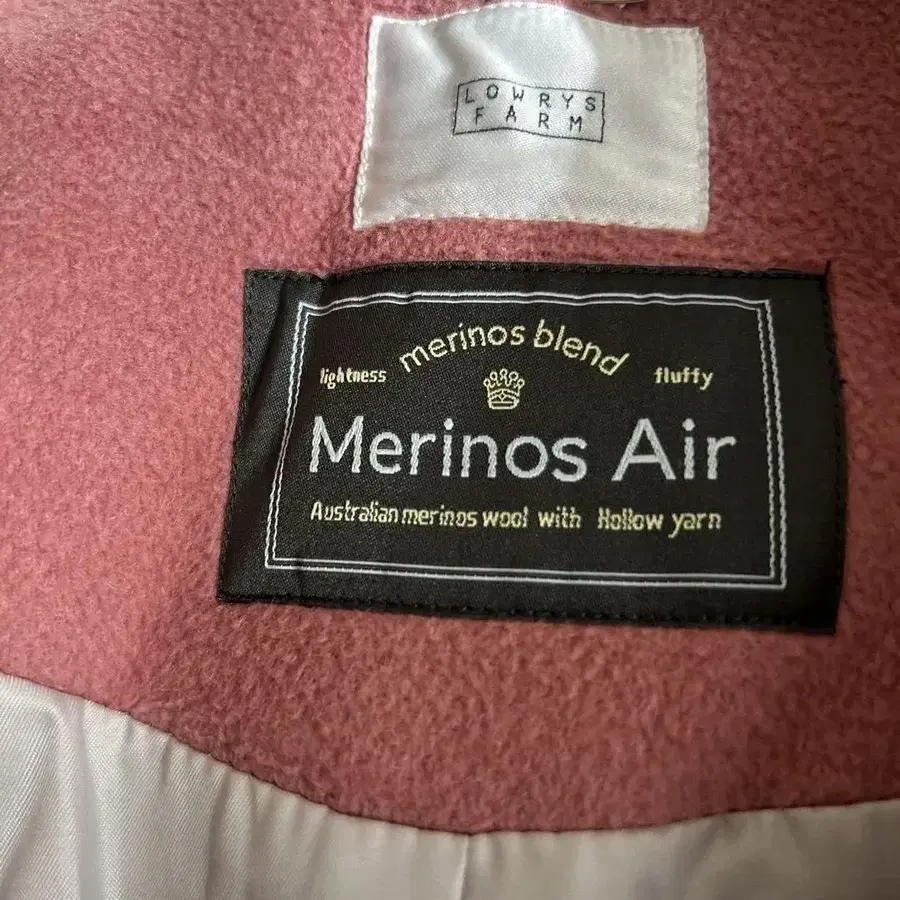 LOWRYS
FARM
merinos blend
lightness fluffy
Merinos Air
Australian merinos wool with Hollow yarn